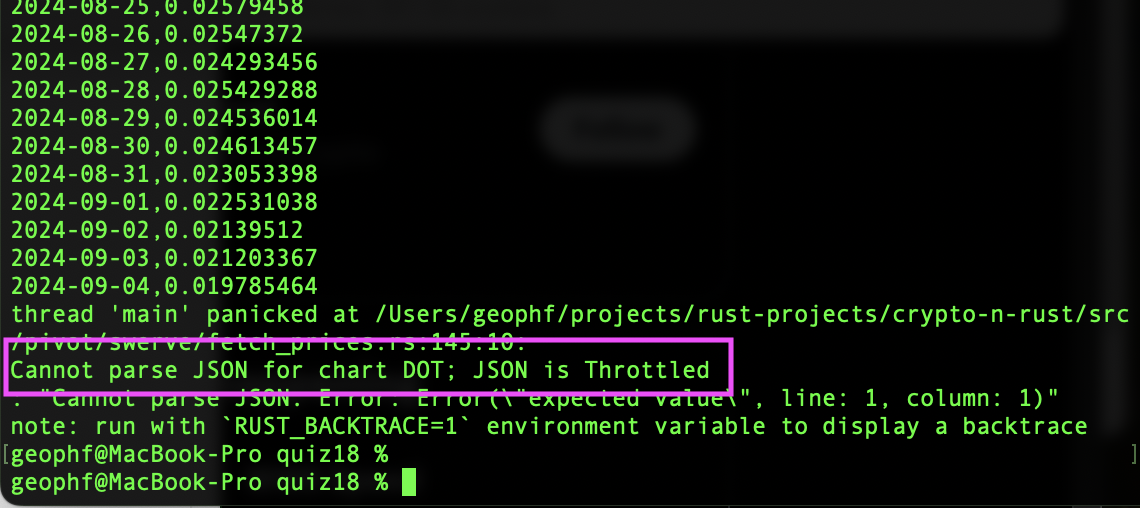 2024-08-25,0.02579458
2024-08-26,0.02547372
2024-08-27,0.024293456
2024-08-28,0.025429288
2024-08-29,0.024536014
2024-08-30,0.024613457
2024-08-31,0.023053398
2024-09-01,0.022531038
2024-09-02,0.02139512
2024-09-03,0.021203367
2024-09-04,0.019785464
thread 'main' panicked at /Users/geophf/projects/rust-projects/crypto-n-rust/src
/pivot/swerve/fetch_prices.rs:145:10:
Cannot parse JSON for chart DOT; JSON is Throttled
: "Cannot parse JSON: Error: Error(\"expected value\", line: 1, column: 1)"
note: run with `RUST_BACKTRACE=1` environment variable to display a backtrace
[geophf@MacBook-Pro quiz18 % ]
geophf@MacBook-Pro quiz18 %